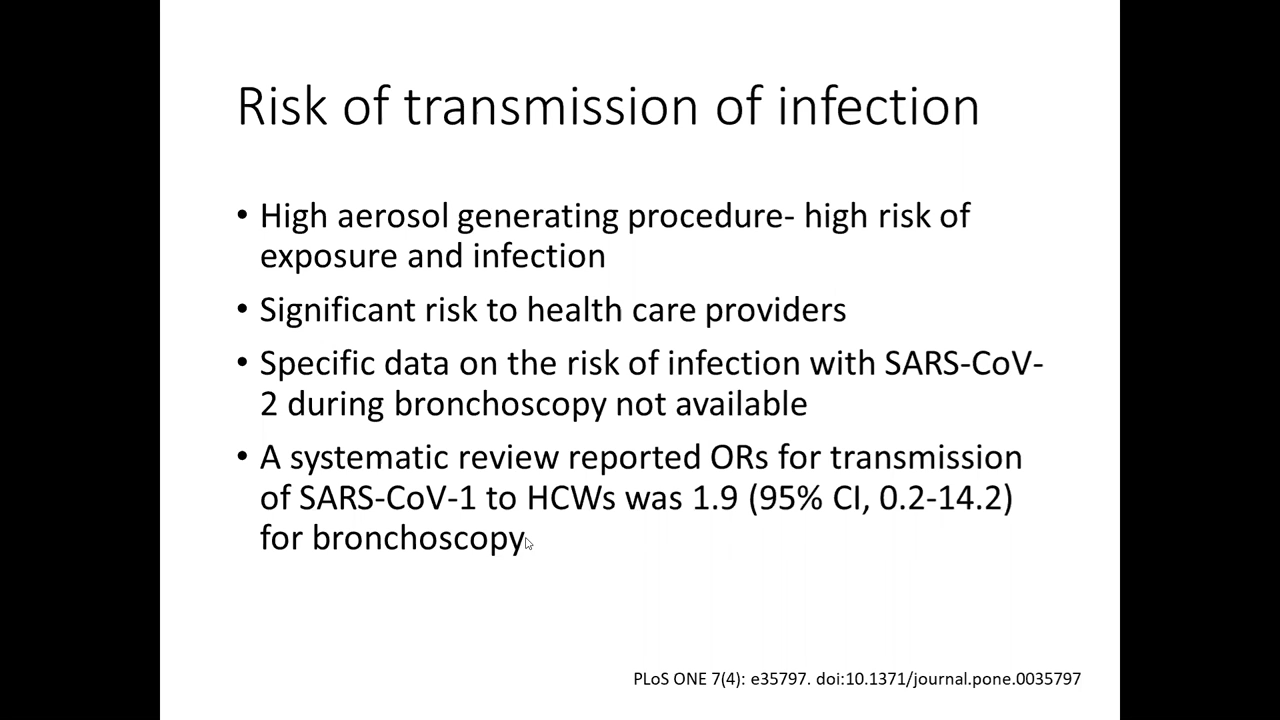 Risk of transmission of infection
• High aerosol generating procedure- high risk of
exposure and infection
• Significant risk to health care providers
• Specific data on the risk of infection with SARS-CoV-
2 during bronchoscopy not available
• A systematic review reported ORs for transmission
of SARS-CoV-1 to HCWs was 1.9 (95% CI, 0.2-14.2)
for bronchoscopy
PLoS ONE 7(4): e35797. doi:10.1371/journal.pone.0035797